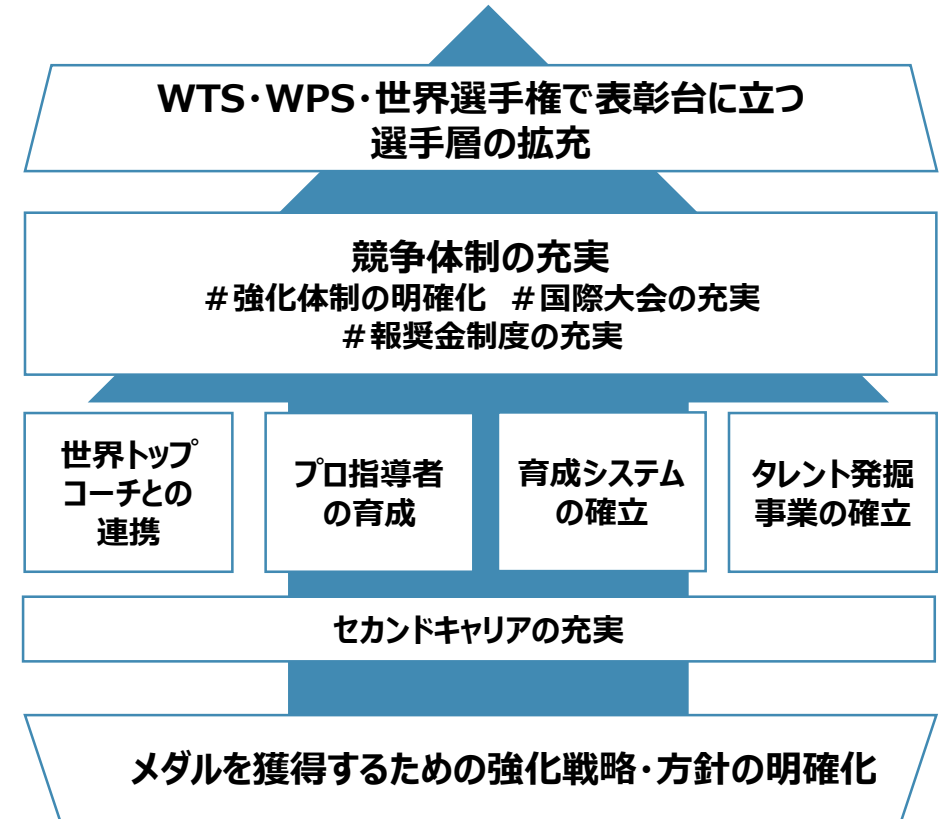 WTS・WPS・世界選手権で表彰台に立つ
選手層の拡充
競争体制の充実
＃強化体制の明確化 ＃国際大会の充実
＃報奨金制度の充実
世界トップ
コーチとの
連携
プロ指導者
の育成
育成システム
の確立
タレント発掘
事業の確立
セカンドキャリアの充実
メダルを獲得するための強化戦略・方針の明確化